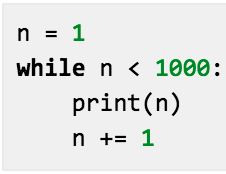 n = 1
while n < 1000:
    print(n)
    n += 1